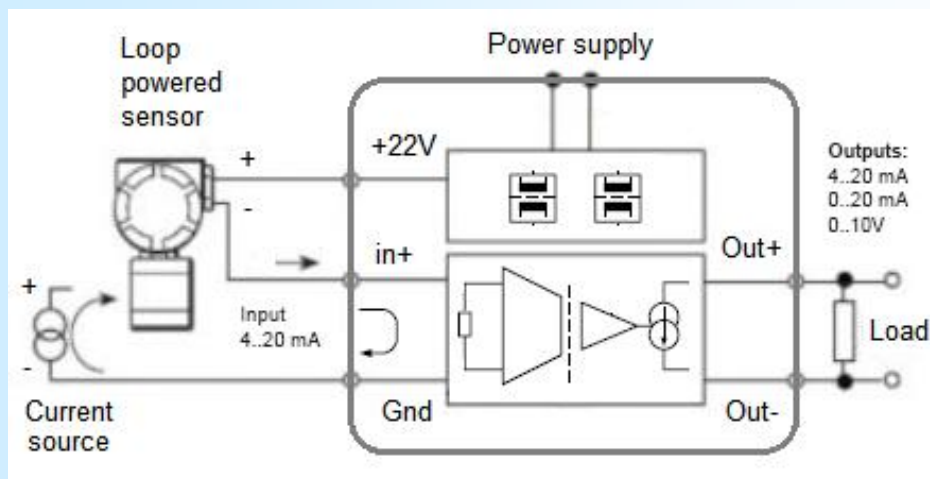 Power supply
Loop
powered
sensor
+22V
+
-
Outputs:
4..20 mA
0..20 mA
0..10V
in+
Out+
+
Input
4..20 mA
Load
-
Gnd
Out-
Current
source